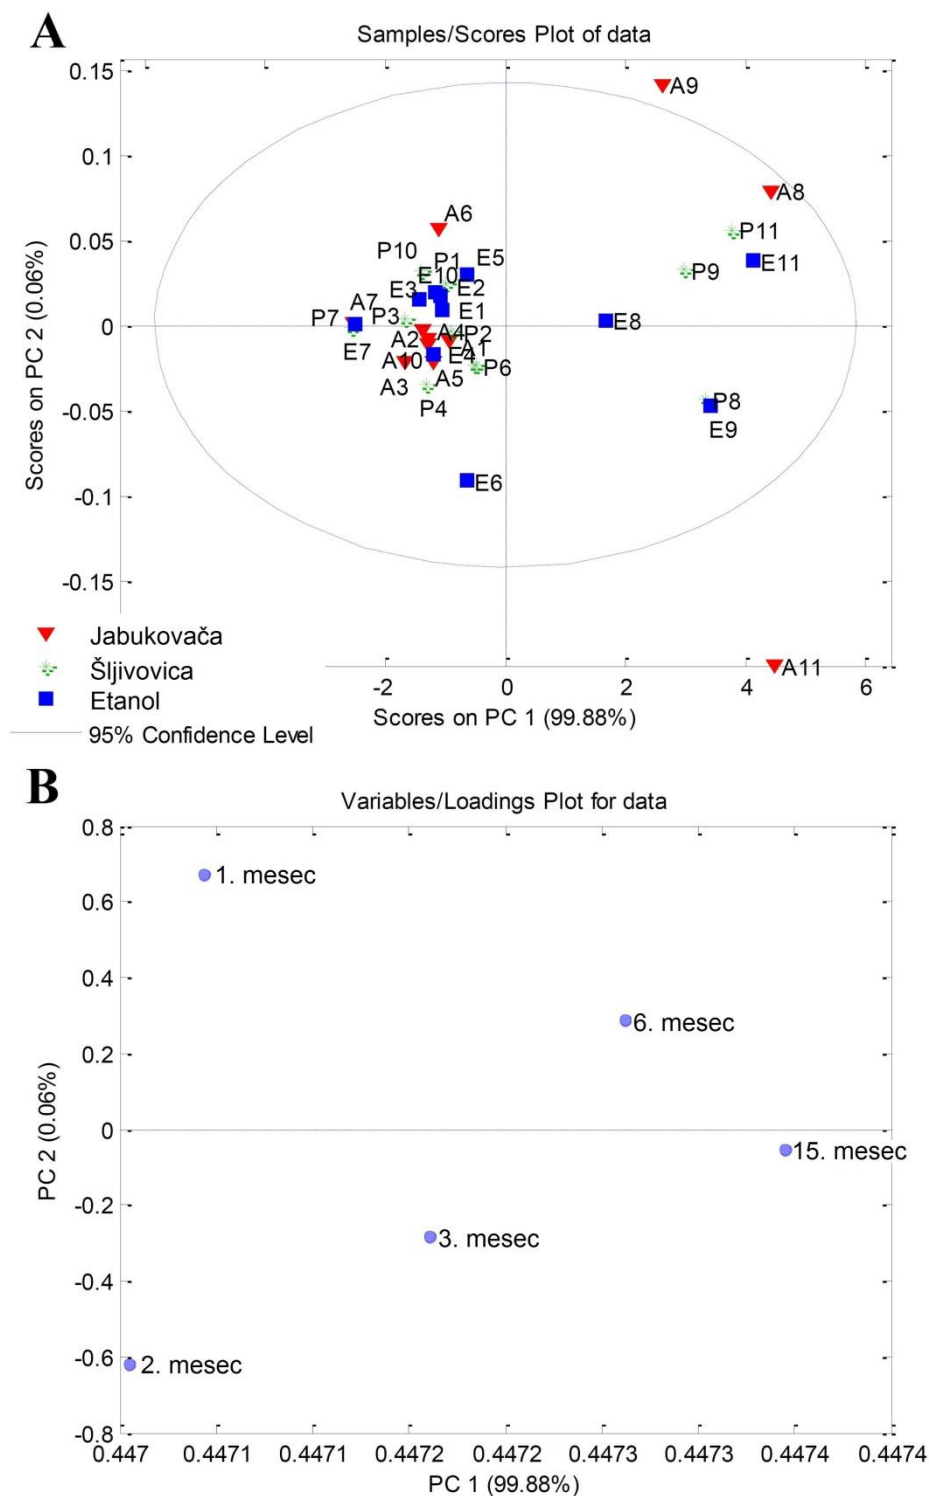 A
Samples/Scores Plot of data
0.15
0.1
0.05
0
-0.05
-0.1
-0.15
Scores on PC 2 (0.06%)
A9
A8
A6
P11
P10
P1
E5
E11
P9
E10
E3
E2
A7
E1
P7
P3
E8
A2
A4
P2
E7
E4
A1
A10
P6
A3
A5
P4
P8
E9
E6
A11
-2
0
2
4
6
Scores on PC 1 (99.88%)
Jabukovača
Šljivovica
Etanol
95% Confidence Level
B
Variables/Loadings Plot for data
0.8
0.6
0.4
0.2
0
-0.2
-0.4
-0.6
-0.8
PC 2 (0.06%)
1. mesec
6. mesec
15. mesec
3. mesec
2. mesec
0.447
0.4471
0.4471
0.4472
0.4472
0.4473
0.4473
0.4474
0.4474
PC 1 (99.88%)